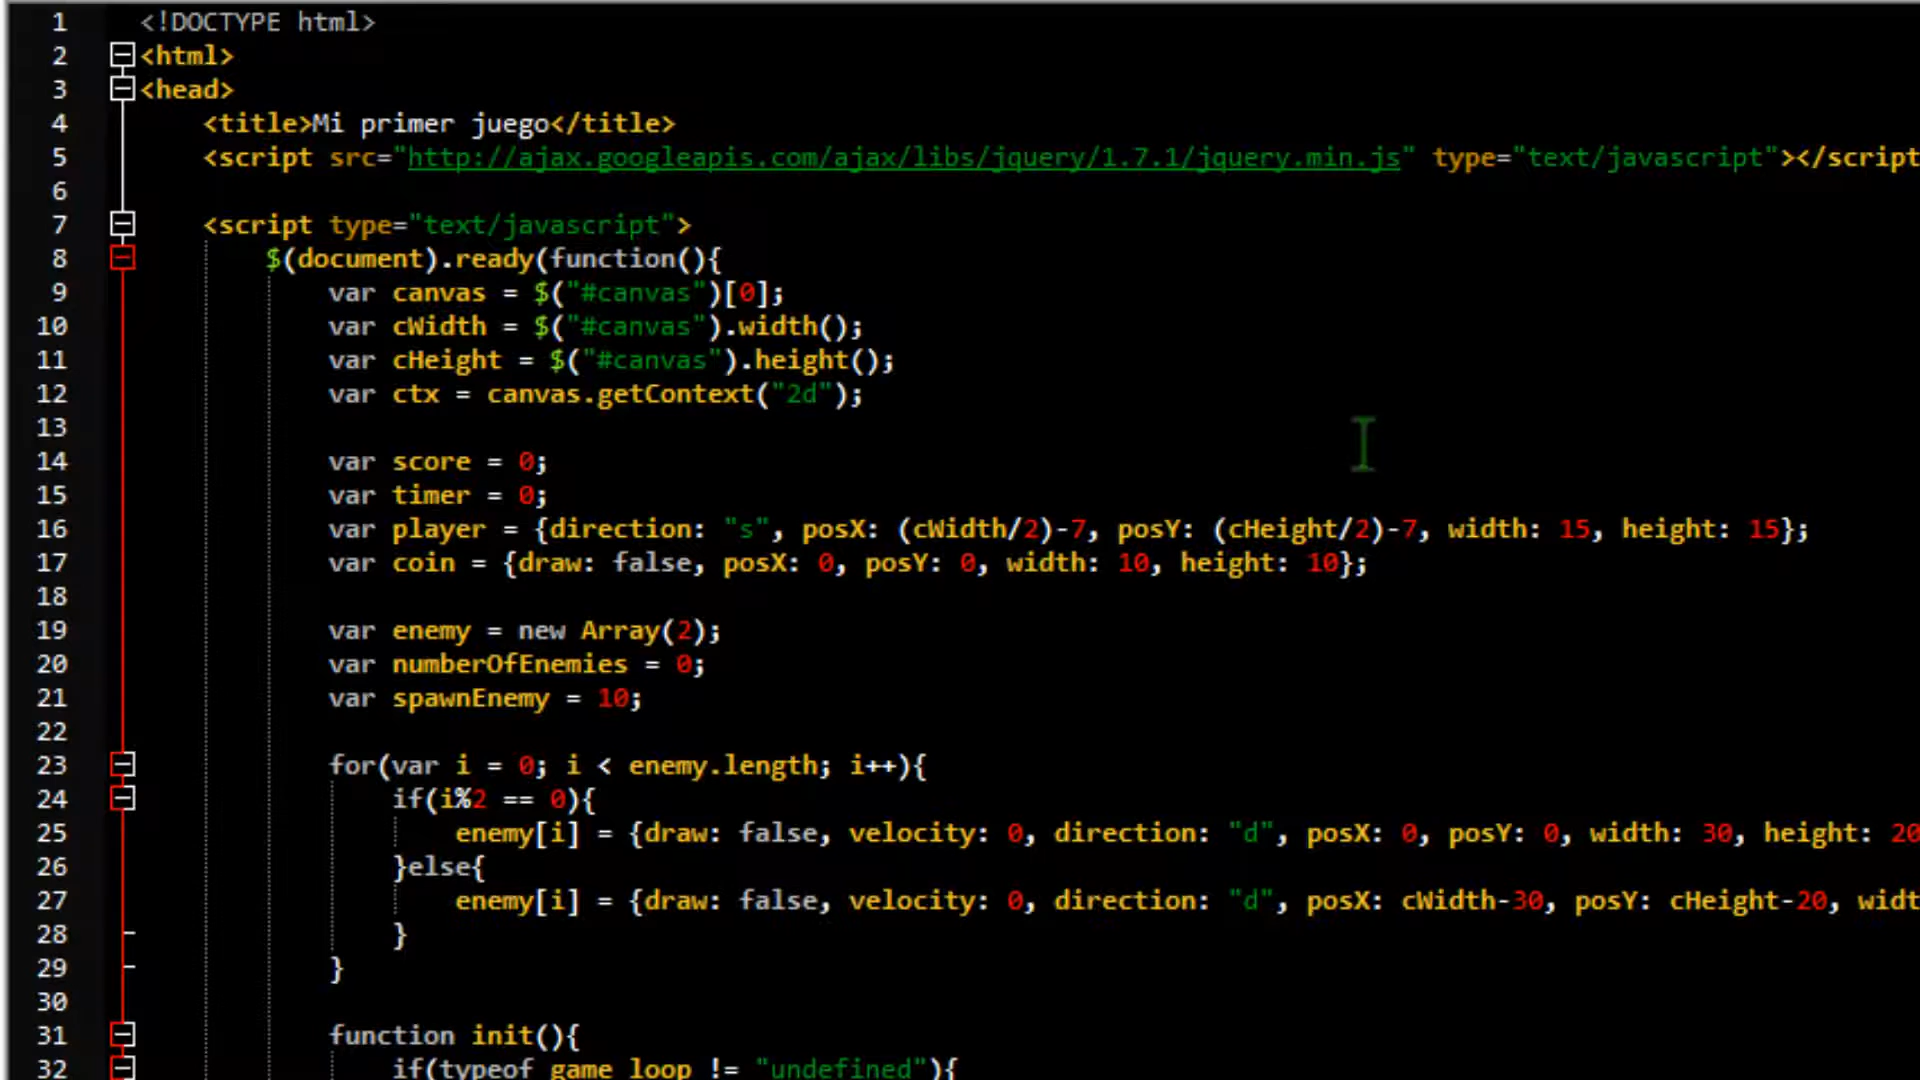 1 <!DOCTYPE html>
2 <html>
3 <head>
4 <title>Mi primer juego</title>
5 <script src="http://ajax.googleapis.com/ajax/libs/jquery/1.7.1/jquery.min.js" type="text/javascript"></script
6
7 <script type="text/javascript">
8 $(document).ready(function(){
9 var canvas = $("#canvas")[0];
10 var cWidth = $("#canvas").width();
11 var cHeight = $("#canvas").height();
12 var ctx = canvas.getContext("2d");
13
14 var score = 0;
15 var timer = 0;
16 var player = {direction: "s", posX: (cWidth/2)-7, posY: (cHeight/2)-7, width: 15, height: 15};
17 var coin = {draw: false, posX: 0, posY: 0, width: 10, height: 10};
18
19 var enemy = new Array(2);
20 var numberOfEnemies = 0;
21 var spawnEnemy = 10;
22
23 for(var i = 0; i < enemy.length; i++){
24 if(i%2 == 0){
25 enemy[i] = {draw: false, velocity: 0, direction: "d", posX: 0, posY: 0, width: 30, height: 20
26 }else{
27 enemy[i] = {draw: false, velocity: 0, direction: "d", posX: cWidth-30, posY: cHeight-20, widt
28 }
29 }
30
31 function init(){
32 if(typeof game_loop != "undefined"){